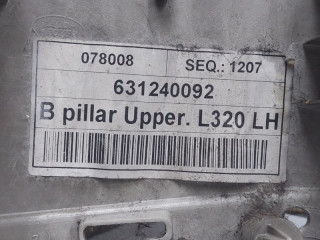 078008 SEQ.: 1207
631240092
B pillar Upper. L320 LH